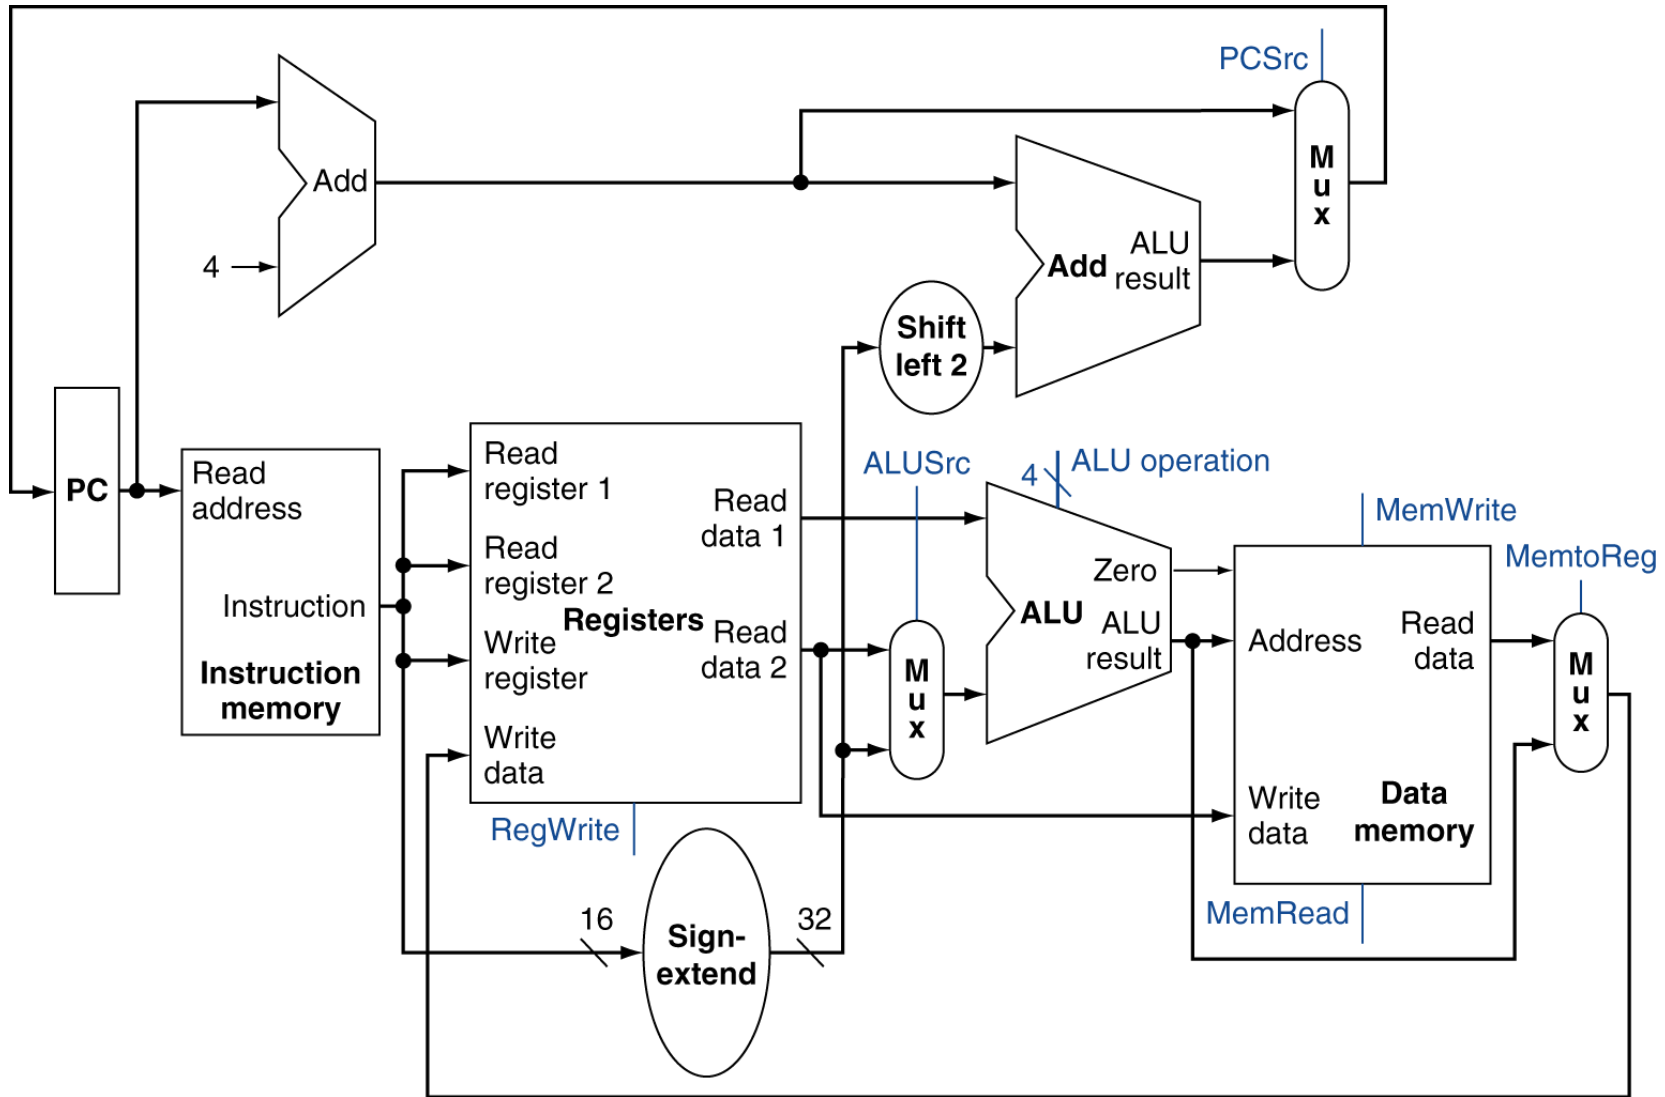 PCSrc
Add
4
M
u
x
Add
ALU
result
Shift
left 2
PC
Read
address
Instruction
Instruction
memory
Read
register 1
Read
register 2
Write
register
Write
data
Registers
Read
data 1
Read
data 2
RegWrite
16
Sign-
extend
32
ALUSrc
M
u
x
4
ALU operation
Zero
ALU
ALU
result
MemWrite
Address
Read
data
Write
data
Data
memory
MemRead
MemtoReg
M
u
x